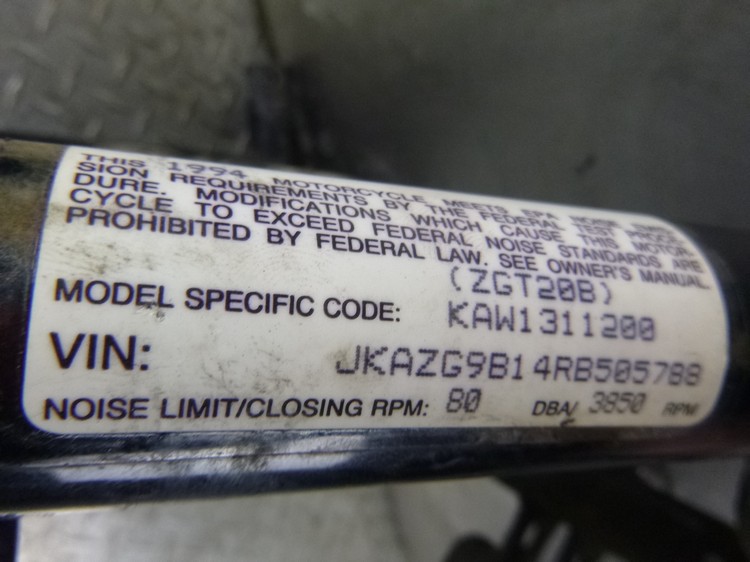 THIS 1994 MOTORCYCLE MEETS EPA NOISE EMIS-
SION REQUIREMENTS BY THE FEDERAL TEST PROCE-
DURE. MODIFICATIONS WHICH CAUSE THIS MOTOR-
CYCLE TO EXCEED FEDERAL NOISE STANDARDS ARE
PROHIBITED BY FEDERAL LAW. SEE OWNER'S MANUAL.
(ZGT20B)
MODEL SPECIFIC CODE: KAW1311200
VIN: JKAZG9B14RB505788
NOISE LIMIT/CLOSING RPM: 80 DBA/ 3850 RPM